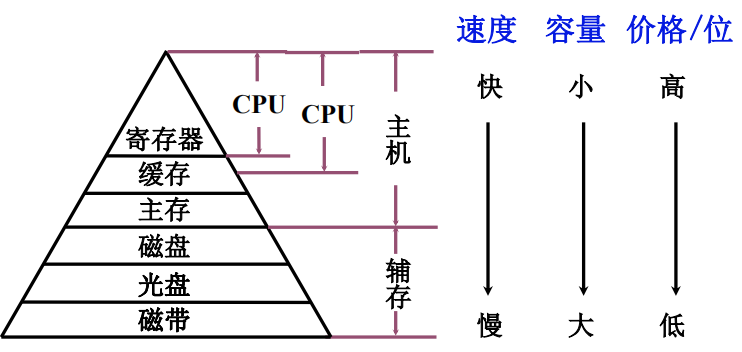 速度 容量 价格/位
快 小 高
CPU CPU
主机
寄存器
缓存
主存
磁盘
辅存
光盘
磁带
慢 大 低